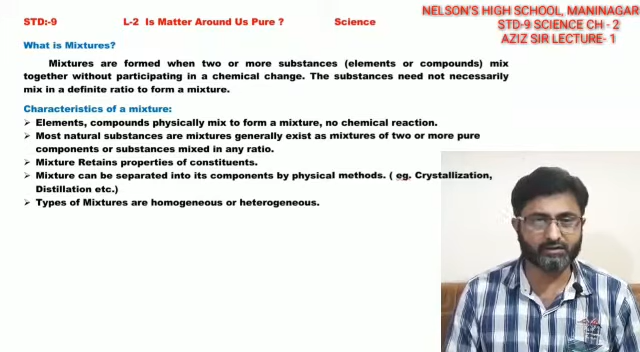 NELSON'S HIGH SCHOOL, MANINAGAR
STD-9 SCIENCE CH - 2
AZIZ SIR LECTURE- 1
STD:-9 L-2 Is Matter Around Us Pure ? Science
What is Mixtures?
Mixtures are formed when two or more substances (elements or compounds) mix
together without participating in a chemical change. The substances need not necessarily
mix in a definite ratio to form a mixture.
Characteristics of a mixture:
➢ Elements, compounds physically mix to form a mixture, no chemical reaction.
➢ Most natural substances are mixtures generally exist as mixtures of two or more pure
components or substances mixed in any ratio.
➢ Mixture Retains properties of constituents.
➢ Mixture can be separated into its components by physical methods. ( eg. Crystallization,
Distillation etc.)
➢ Types of Mixtures are homogeneous or heterogeneous.